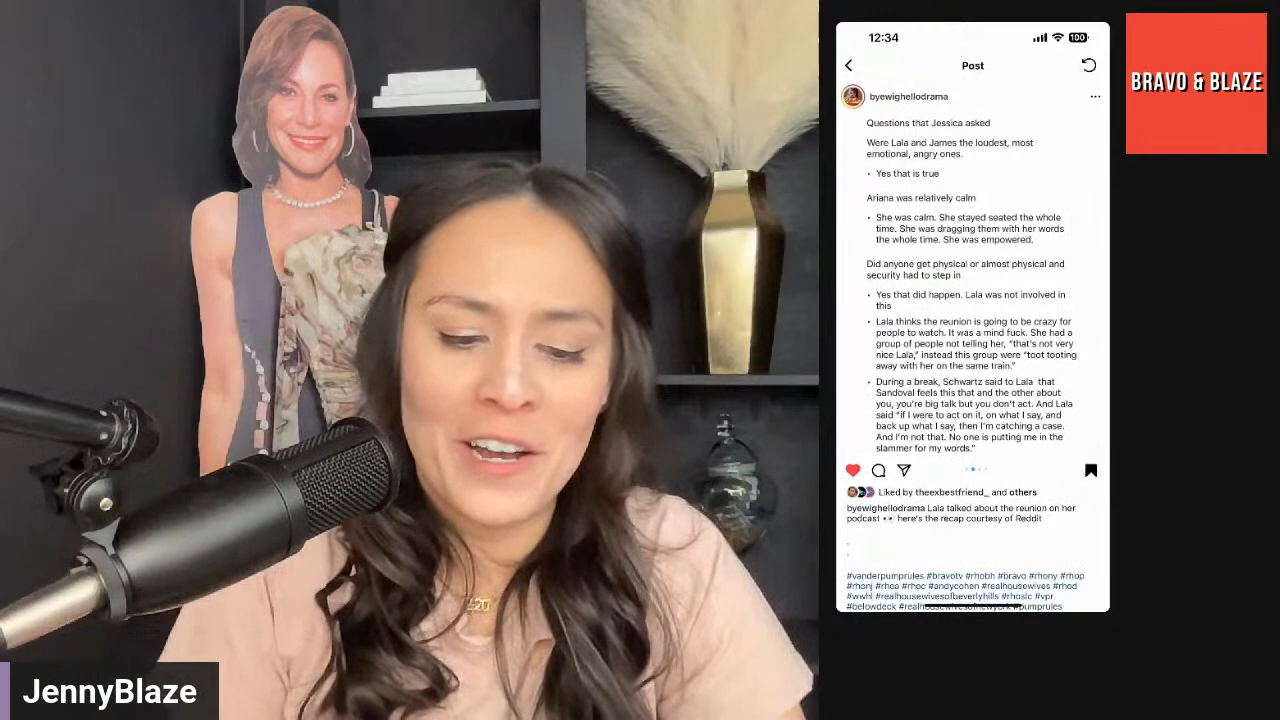 12:34
100
Post
BRAVO & BLAZE
byewighellodrama
Questions that Jessica asked
Were Lala and James the loudest, most
emotional, angry ones.
• Yes that is true
Ariana was relatively calm
• She was calm. She stayed seated the whole
time. She was dragging them with her words
the whole time. She was empowered.
Did anyone get physical or almost physical and
security had to step in
• Yes that did happen. Lala was not involved in
this
• Lala thinks the reunion is going to be crazy for
people to watch. It was a mind fuck. She had a
group of people not telling her, “that's not very
nice Lala,” instead this group were “toot tooting
away with her on the same train.”
• During a break, Schwartz said to Lala that
Sandoval feels this that and the other about
you, you're big talk but you don't act. And Lala
said “if I were to act on it, on what I say, and
back up what I say, then I'm catching a case.
And I'm not that. No one is putting me in the
slammer for my words.”
Liked by theexbestfriend_ and others
byewighellodrama Lala talked about the reunion on her
podcast 👀 here's the recap courtesy of Reddit
.
.
#vanderpumprules #bravotv #rhobh #bravo #rhony #rhop
#rhonj #rhoa #rhoc #andycohen #realhousewives #rhod
#wwhl #realhousewivesofbeverlyhills #rhoslc #vpr
#belowdeck #realhousewivesofnewyork #pumprules
JennyBlaze